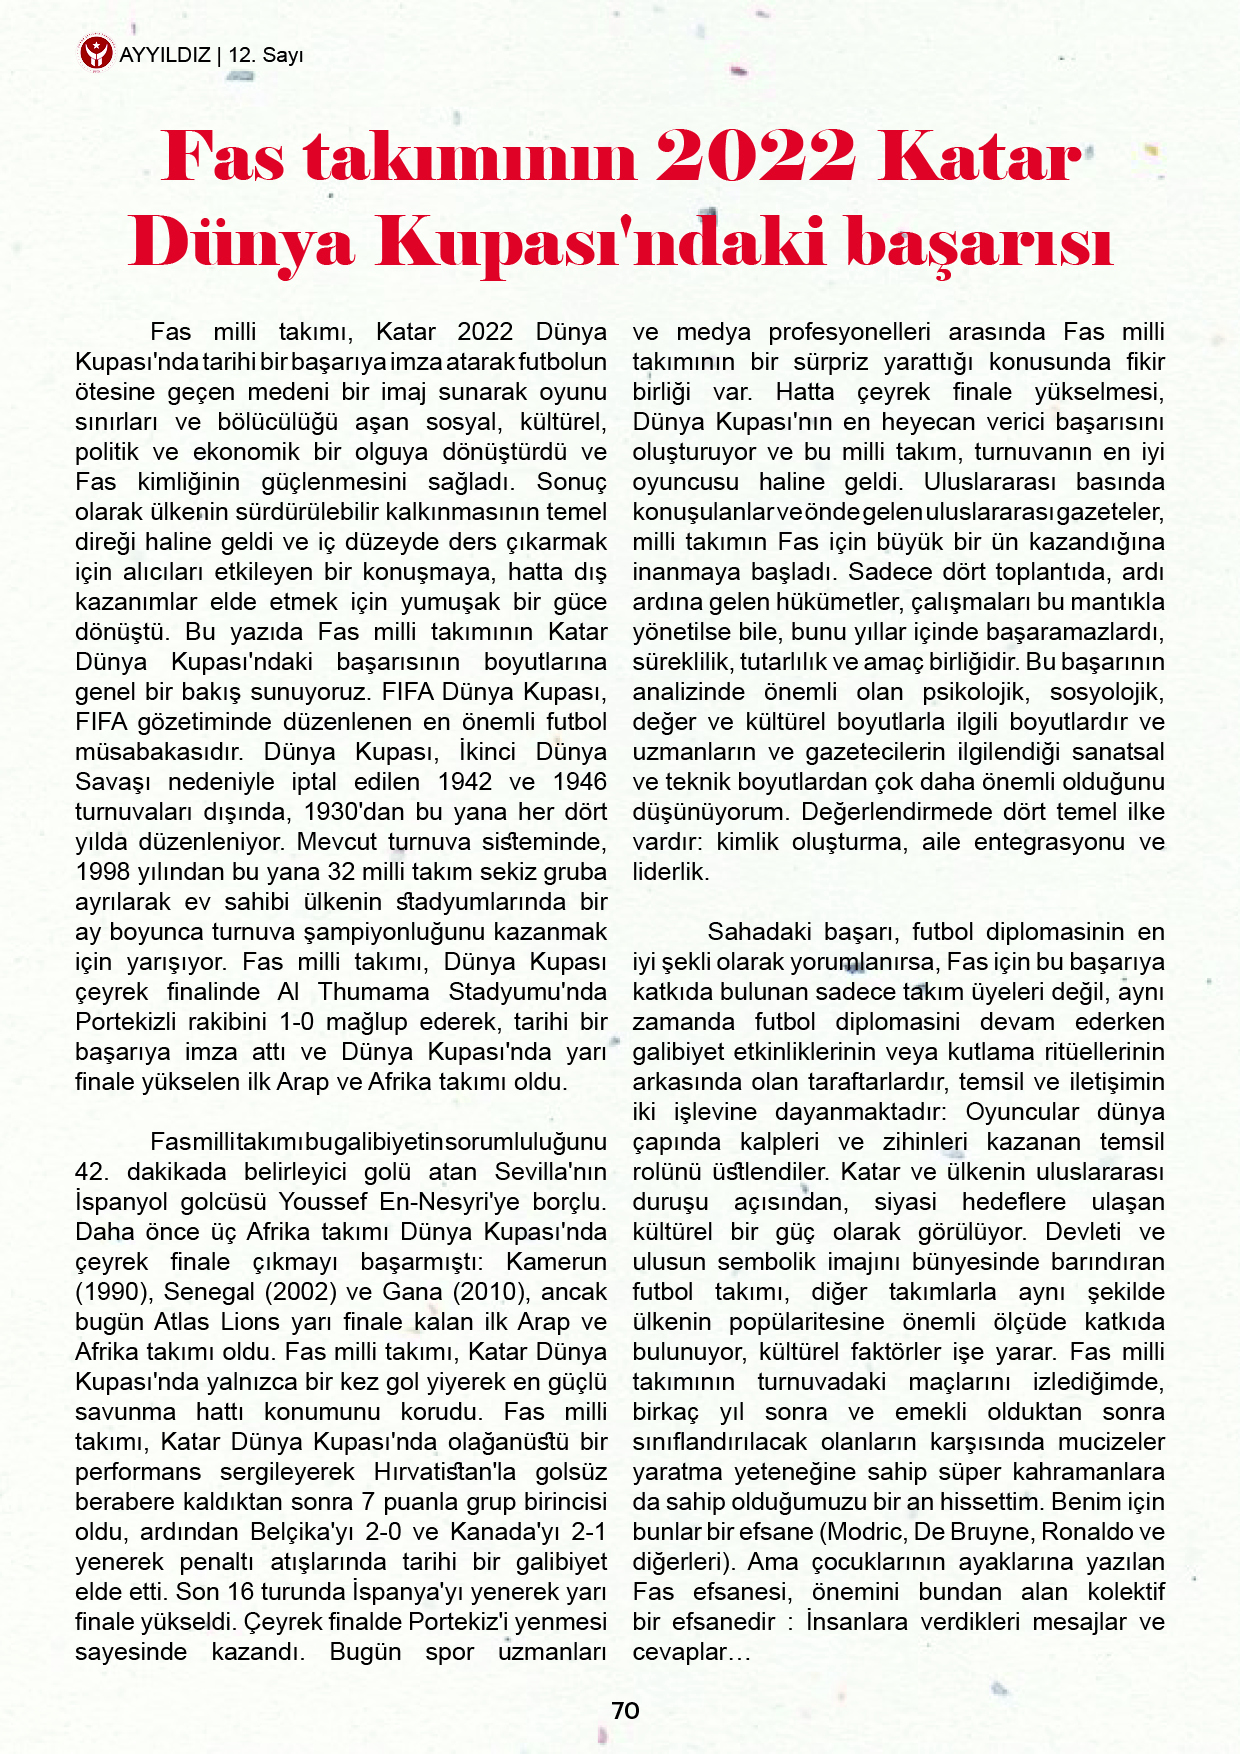 AYYILDIZ | 12. Sayı
Fas takımının 2022 Katar
Dünya Kupası'ndaki başarısı
Fas milli takımı, Katar 2022 Dünya
Kupası'nda tarihi bir başarıya imza atarak futbolun
ötesine geçen medeni bir imaj sunarak oyunu
sınırları ve bölücülüğü aşan sosyal, kültürel,
politik ve ekonomik bir olguya dönüştürdü ve
Fas kimliğinin güçlenmesini sağladı. Sonuç
olarak ülkenin sürdürülebilir kalkınmasının temel
direği haline geldi ve iç düzeyde ders çıkarmak
için alıcıları etkileyen bir konuşmaya, hatta dış
kazanımlar elde etmek için yumuşak bir güce
dönüştü. Bu yazıda Fas milli takımının Katar
Dünya Kupası'ndaki başarısının boyutlarına
genel bir bakış sunuyoruz. FIFA Dünya Kupası,
FIFA gözetiminde düzenlenen en önemli futbol
müsabakasıdır. Dünya Kupası, İkinci Dünya
Savaşı nedeniyle iptal edilen 1942 ve 1946
turnuvaları dışında, 1930'dan bu yana her dört
yılda düzenleniyor. Mevcut turnuva sisteminde,
1998 yılından bu yana 32 milli takım sekiz gruba
ayrılarak ev sahibi ülkenin stadyumlarında bir
ay boyunca turnuva şampiyonluğunu kazanmak
için yarışıyor. Fas milli takımı, Dünya Kupası
çeyrek finalinde Al Thumama Stadyumu'nda
Portekizli rakibini 1-0 mağlup ederek, tarihi bir
başarıya imza attı ve Dünya Kupası'nda yarı
finale yükselen ilk Arap ve Afrika takımı oldu.
Fas milli takımı bu galibiyetin sorumluluğunu
42. dakikada belirleyici golü atan Sevilla'nın
İspanyol golcüsü Youssef En-Nesyri'ye borçlu.
Daha önce üç Afrika takımı Dünya Kupası'nda
çeyrek finale çıkmayı başarmıştı: Kamerun
(1990), Senegal (2002) ve Gana (2010), ancak
bugün Atlas Lions yarı finale kalan ilk Arap ve
Afrika takımı oldu. Fas milli takımı, Katar Dünya
Kupası'nda yalnızca bir kez gol yiyerek en güçlü
savunma hattı konumunu korudu. Fas milli
takımı, Katar Dünya Kupası'nda olağanüstü bir
performans sergileyerek Hırvatistan'la golsüz
berabere kaldıktan sonra 7 puanla grup birincisi
oldu, ardından Belçika'yı 2-0 ve Kanada'yı 2-1
yenerek penaltı atışlarında tarihi bir galibiyet
elde etti. Son 16 turunda İspanya'yı yenerek yarı
finale yükseldi. Çeyrek finalde Portekiz'i yenmesi
sayesinde kazandı. Bugün spor uzmanları
ve medya profesyonelleri arasında Fas milli
takımının bir sürpriz yarattığı konusunda fikir
birliği var. Hatta çeyrek finale yükselmesi,
Dünya Kupası'nın en heyecan verici başarısını
oluşturuyor ve bu milli takım, turnuvanın en iyi
oyuncusu haline geldi. Uluslararası basında
konuşulanlar ve önde gelen uluslararası gazeteler,
milli takımın Fas için büyük bir ün kazandığına
inanmaya başladı. Sadece dört toplantıda, ardı
ardına gelen hükümetler, çalışmaları bu mantıkla
yönetilse bile, bunu yıllar içinde başaramazlardı,
süreklilik, tutarlılık ve amaç birliğidir. Bu başarının
analizinde önemli olan psikolojik, sosyolojik,
değer ve kültürel boyutlarla ilgili boyutlardır ve
uzmanların ve gazetecilerin ilgilendiği sanatsal
ve teknik boyutlardan çok daha önemli olduğunu
düşünüyorum. Değerlendirmede dört temel ilke
vardır: kimlik oluşturma, aile entegrasyonu ve
liderlik.
Sahadaki başarı, futbol diplomasinin en
iyi şekli olarak yorumlanırsa, Fas için bu başarıya
katkıda bulunan sadece takım üyeleri değil, aynı
zamanda futbol diplomasini devam ederken
galibiyet etkinliklerinin veya kutlama ritüellerinin
arkasında olan taraftarlardır, temsil ve iletişimin
iki işlevine dayanmaktadır: Oyuncular dünya
çapında kalpleri ve zihinleri kazanan temsil
rolünü üstlendiler. Katar ve ülkenin uluslararası
duruşu açısından, siyasi hedeflere ulaşan
kültürel bir güç olarak görülüyor. Devleti ve
ulusun sembolik imajını bünyesinde barındıran
futbol takımı, diğer takımlarla aynı şekilde
ülkenin popülaritesine önemli ölçüde katkıda
bulunuyor, kültürel faktörler işe yarar. Fas milli
takımının turnuvadaki maçlarını izlediğimde,
birkaç yıl sonra ve emekli olduktan sonra
sınıflandırılacak olanların karşısında mucizeler
yaratma yeteneğine sahip süper kahramanlara
da sahip olduğumuzu bir an hissettim. Benim için
bunlar bir efsane (Modric, De Bruyne, Ronaldo ve
diğerleri). Ama çocuklarının ayaklarına yazılan
Fas efsanesi, önemini bundan alan kolektif
bir efsanedir : İnsanlara verdikleri mesajlar ve
cevaplar…
70